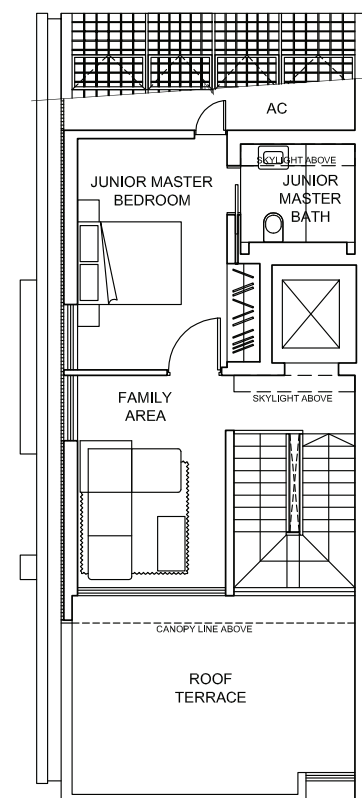 AC
SKYLIGHT ABOVE
JUNIOR MASTER
BEDROOM
JUNIOR
MASTER
BATH
SKYLIGHT ABOVE
FAMILY
AREA
CANOPY LINE ABOVE
ROOF
TERRACE